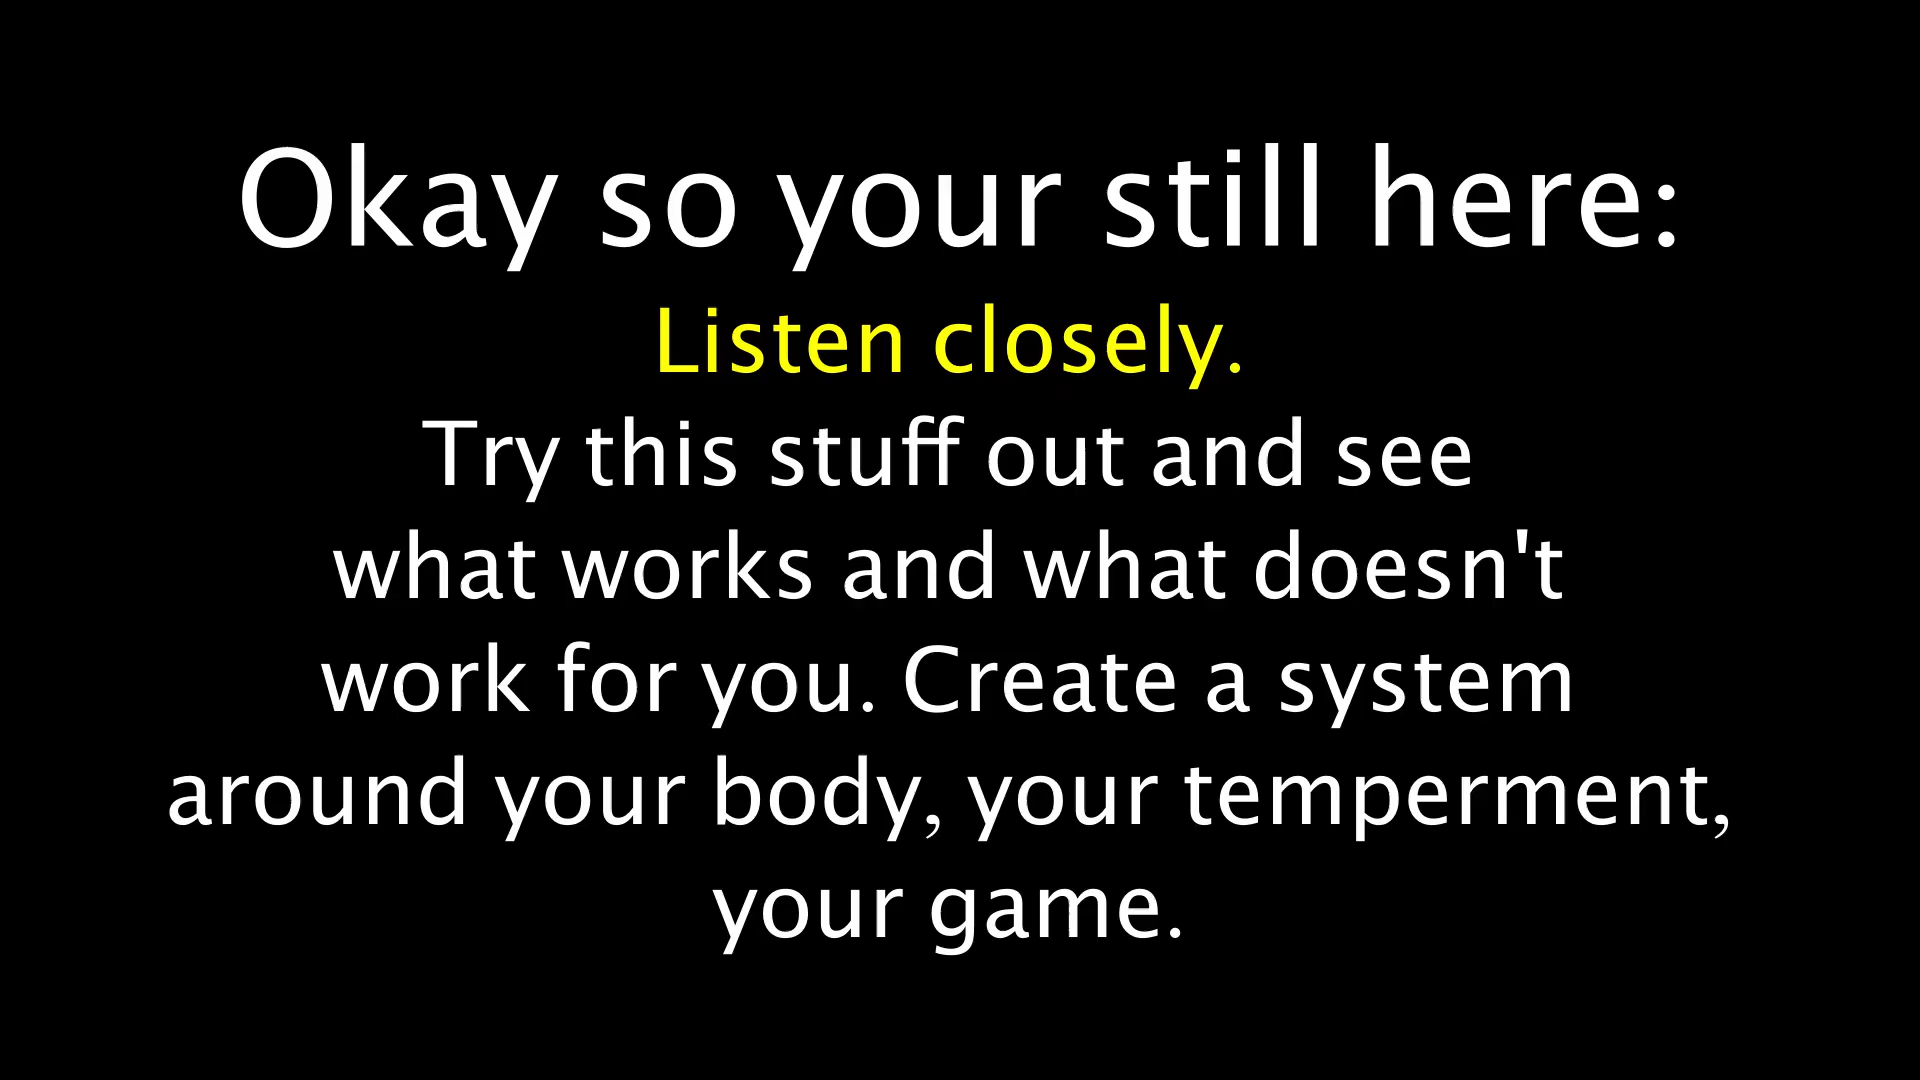 Okay so your still here:
Listen closely.
Try this stuff out and see
what works and what doesn't
work for you. Create a system
around your body, your temperment,
your game.